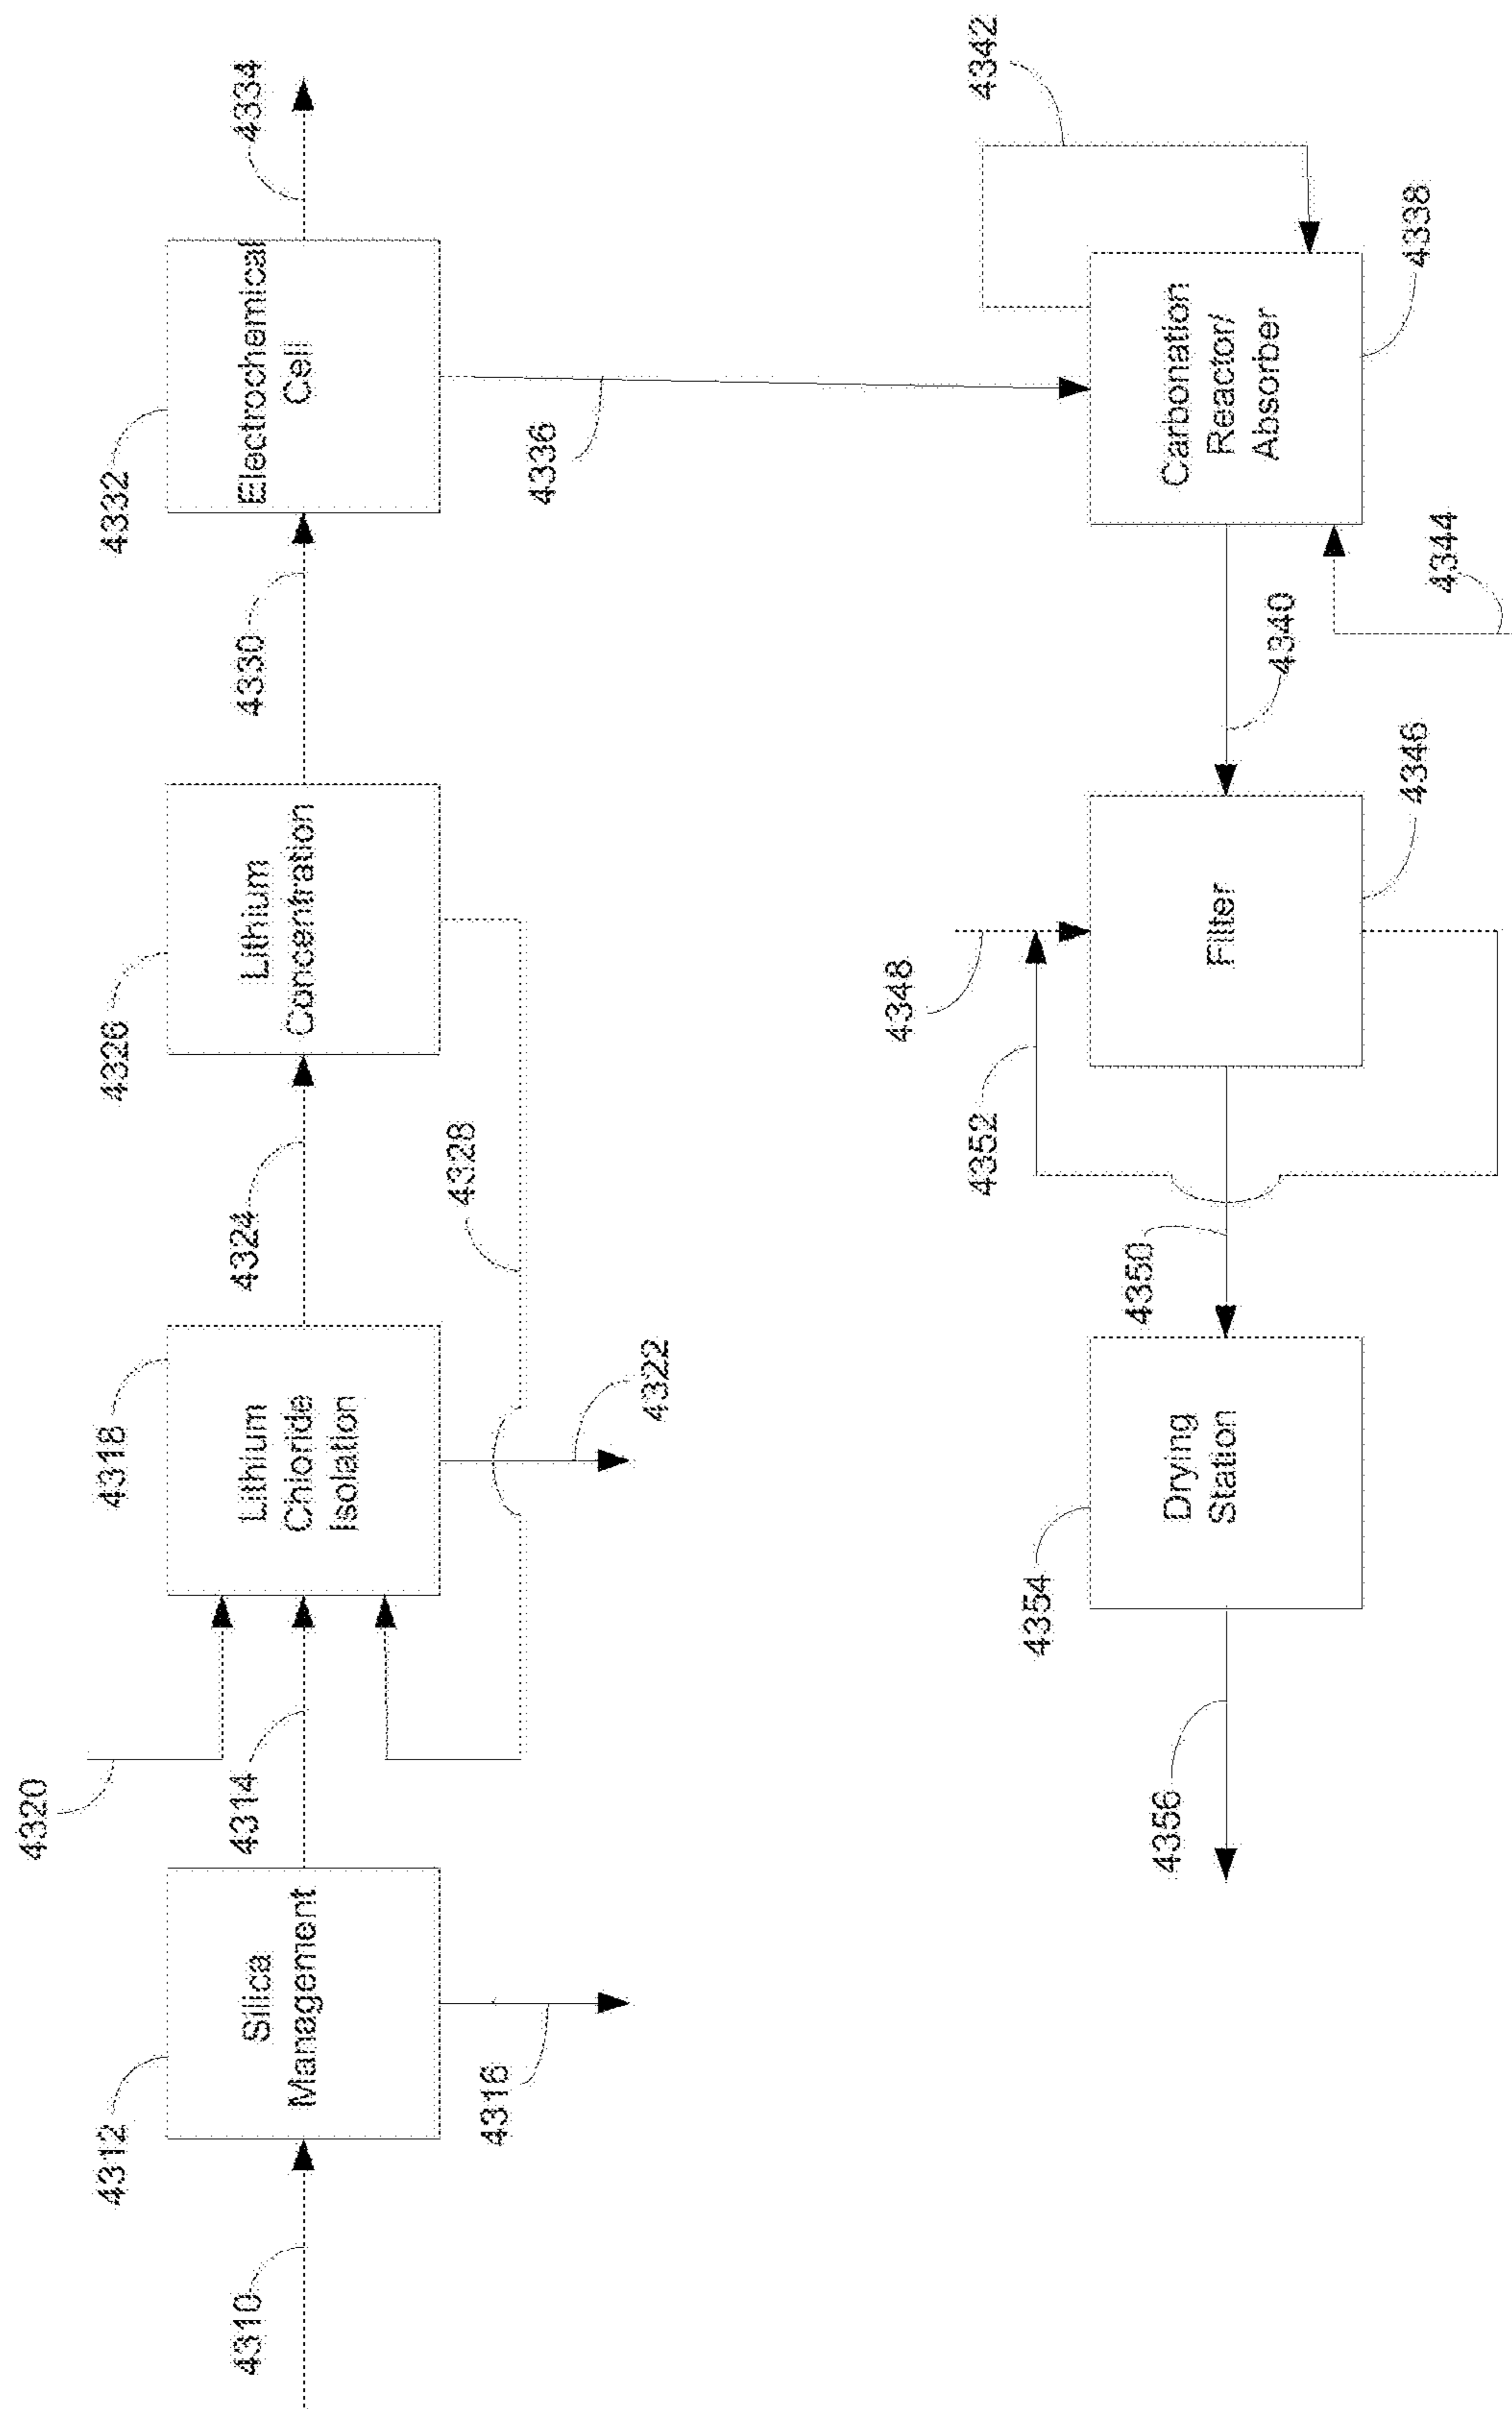 4310
4312
Silica
Management
4316
4314
4320
4318
Lithium
Chloride
Isolation
4322
4324
4328
4326
Lithium
Concentration
4330
4332
Electrochemical
Cell
4334
4336
4342
Carbonation
Reactor/
Absorber
4338
4344
4340
4348
Filter
4346
4352
4350
4354
Drying
Station
4356